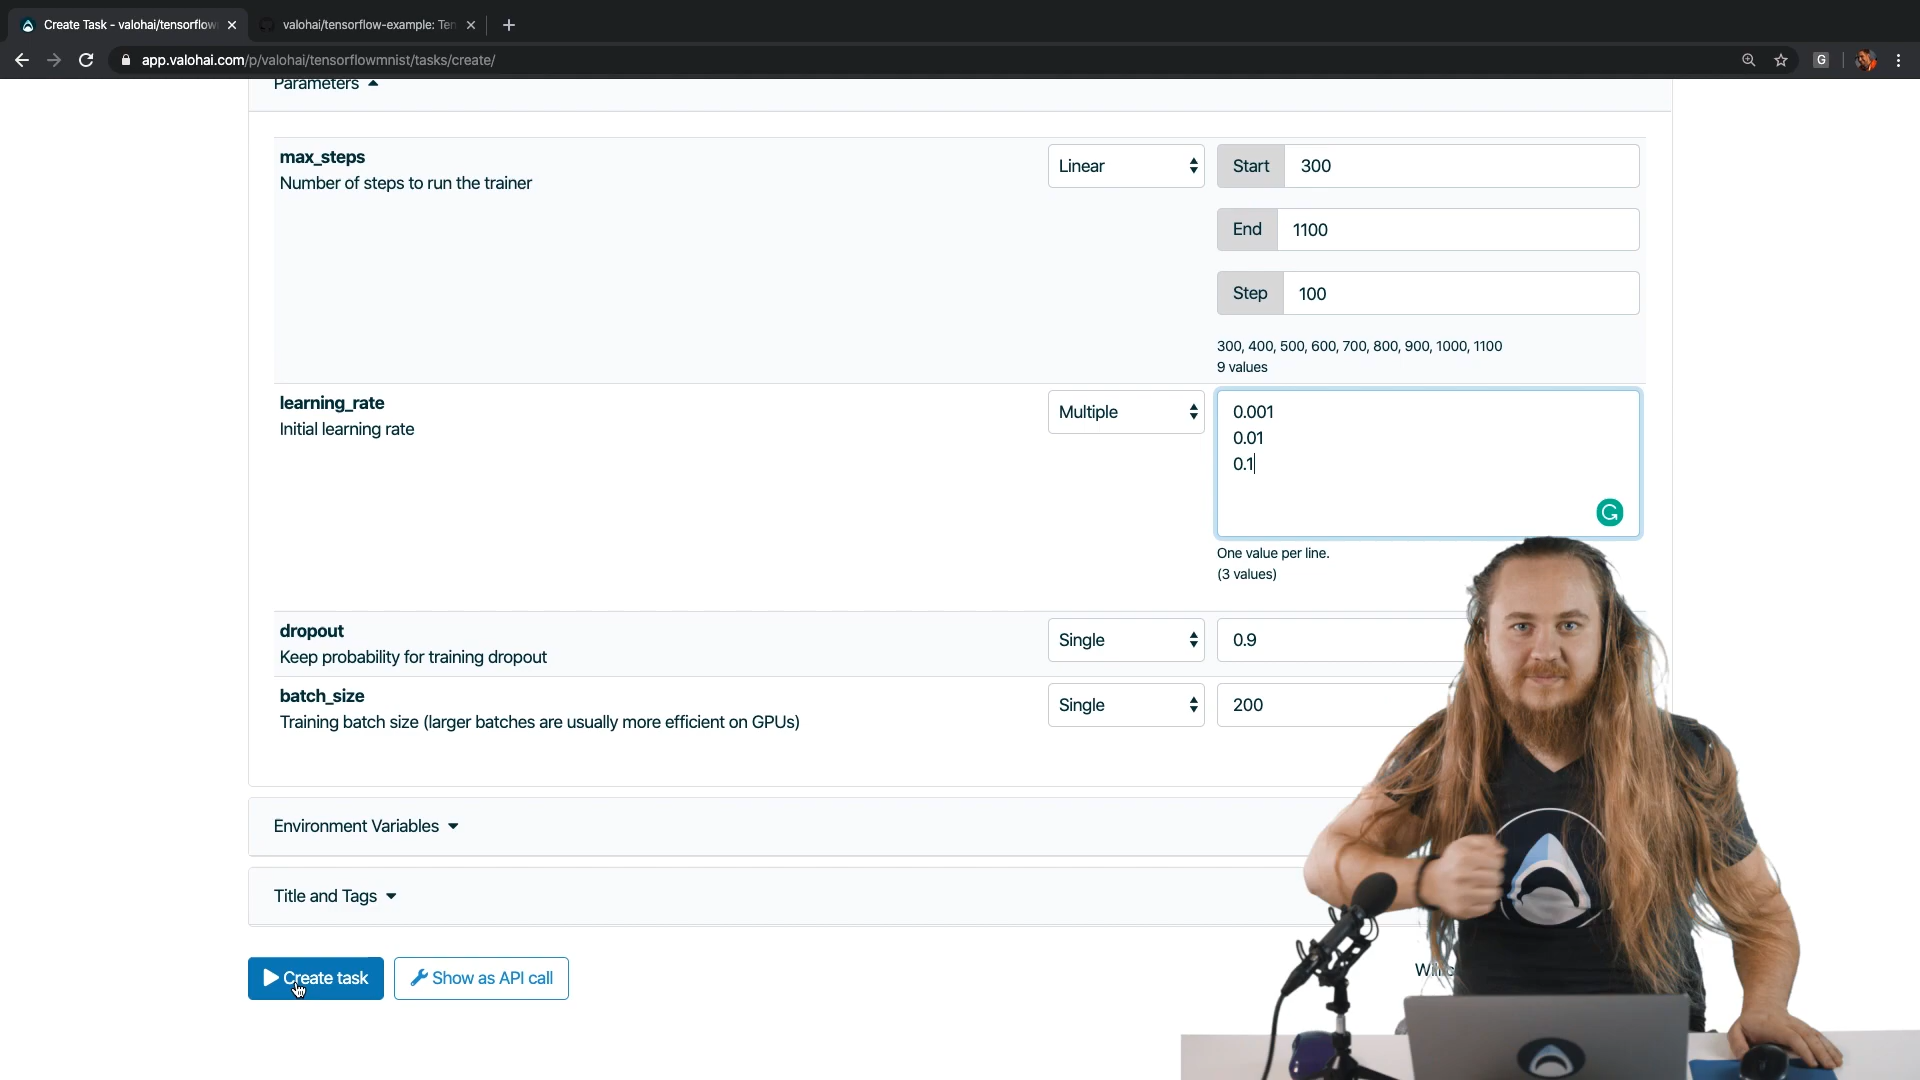 Create Task - valohai/tensorflow
valohai/tensorflow-example: Ten
app.valohai.com/p/valohai/tensorflowmnist/tasks/create/
G
Parameters
max_steps
Number of steps to run the trainer
Linear
Start 300
End 1100
Step 100
300, 400, 500, 600, 700, 800, 900, 1000, 1100
9 values
learning_rate
Initial learning rate
Multiple
0.001
0.01
0.1
One value per line.
(3 values)
dropout
Keep probability for training dropout
Single
0.9
batch_size
Training batch size (larger batches are usually more efficient on GPUs)
Single
200
Environment Variables
Title and Tags
Create task
Show as API call